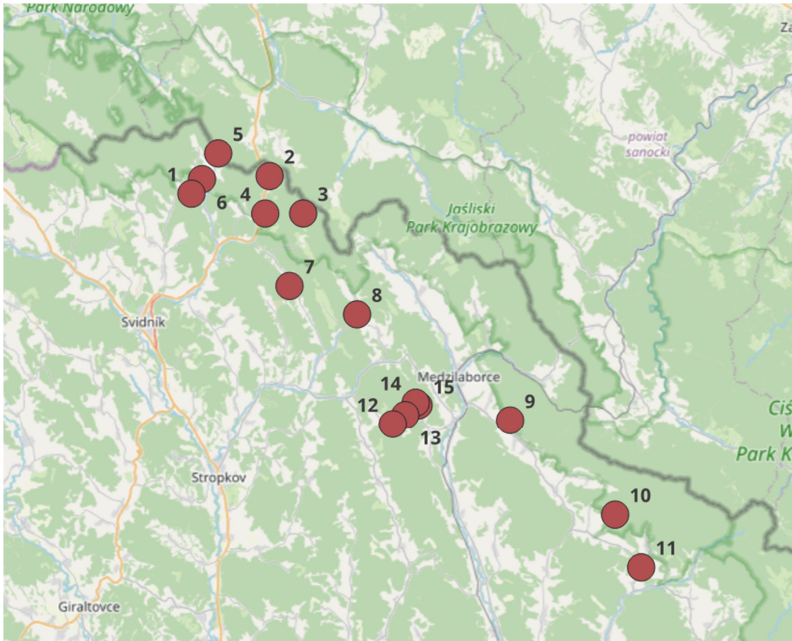 Park Narodowy
Za
powiat
sanocki
5
1
2
6
4
3
Jaśliski
Park Krajobrazowy
7
8
Svidník
Medzilaborce
14
15
12
9
13
Ciś
W
Park K
Stropkov
10
11
Giraltovce